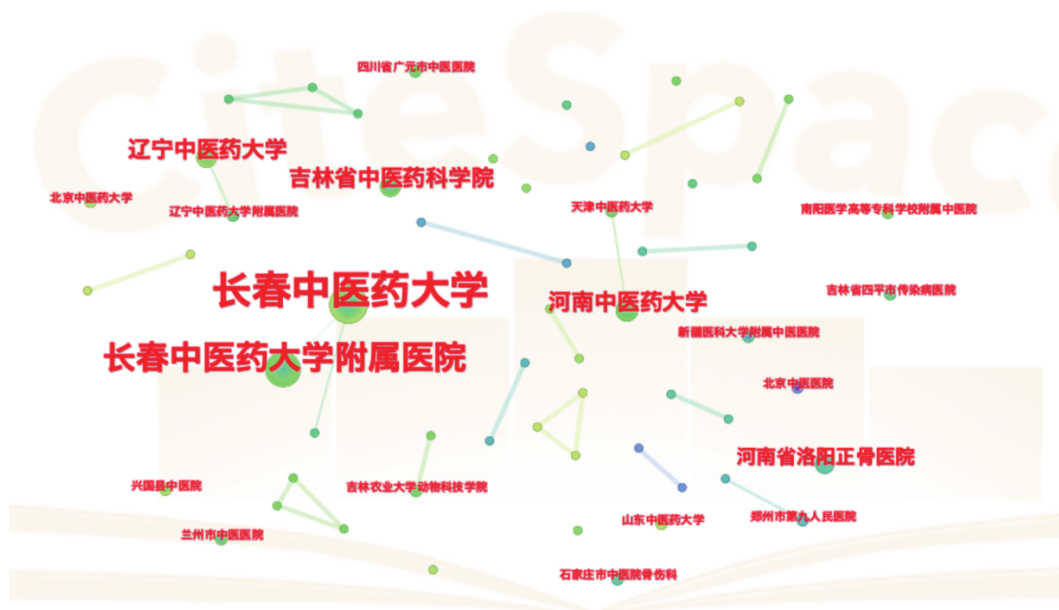 CiteSpac
四川省广元市中医医院
辽宁中医药大学
吉林省中医药科学院
北京中医药大学
辽宁中医药大学附属医院
天津中医药大学
南阳医学高等专科学校附属中医院
长春中医药大学
河南中医药大学
吉林省四平市传染病医院
新疆医科大学附属中医医院
长春中医药大学附属医院
北京中医医院
河南省洛阳正骨医院
兴国县中医院
吉林农业大学动物科技学院
山东中医药大学
郑州市第九人民医院
兰州市中医医院
石家庄市中医院骨伤科